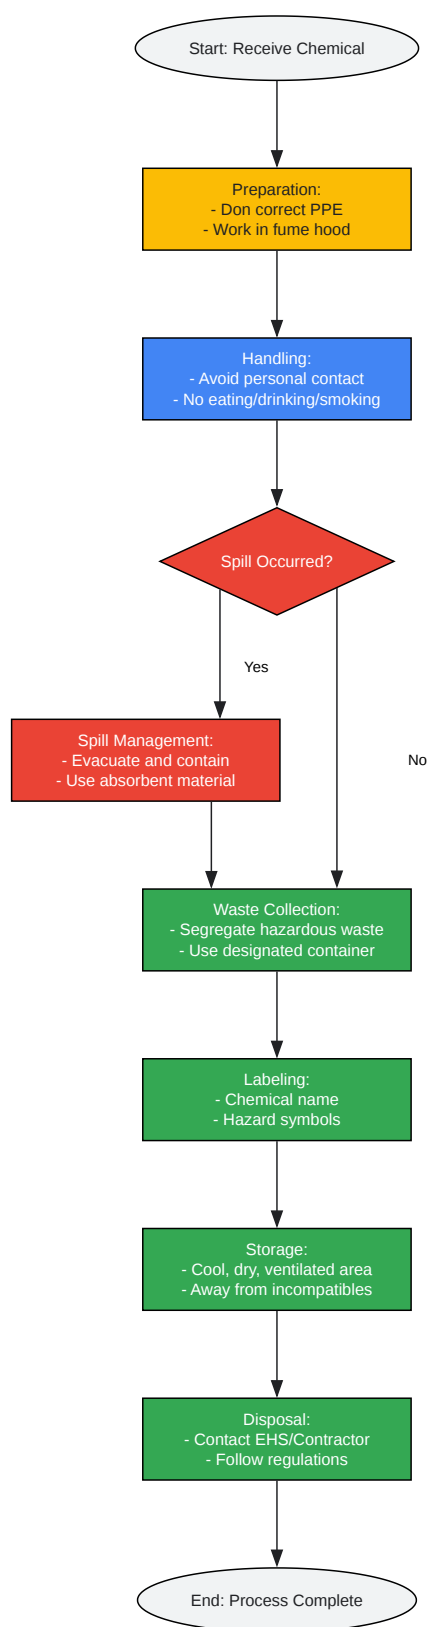 Start: Receive Chemical
Preparation:
- Don correct PPE
- Work in fume hood
Handling:
- Avoid personal contact
- No eating/drinking/smoking
Spill Occurred?
Yes
Spill Management:
- Evacuate and contain
- Use absorbent material
No
Waste Collection:
- Segregate hazardous waste
- Use designated container
Labeling:
- Chemical name
- Hazard symbols
Storage:
- Cool, dry, ventilated area
- Away from incompatibles
Disposal:
- Contact EHS/Contractor
- Follow regulations
End: Process Complete